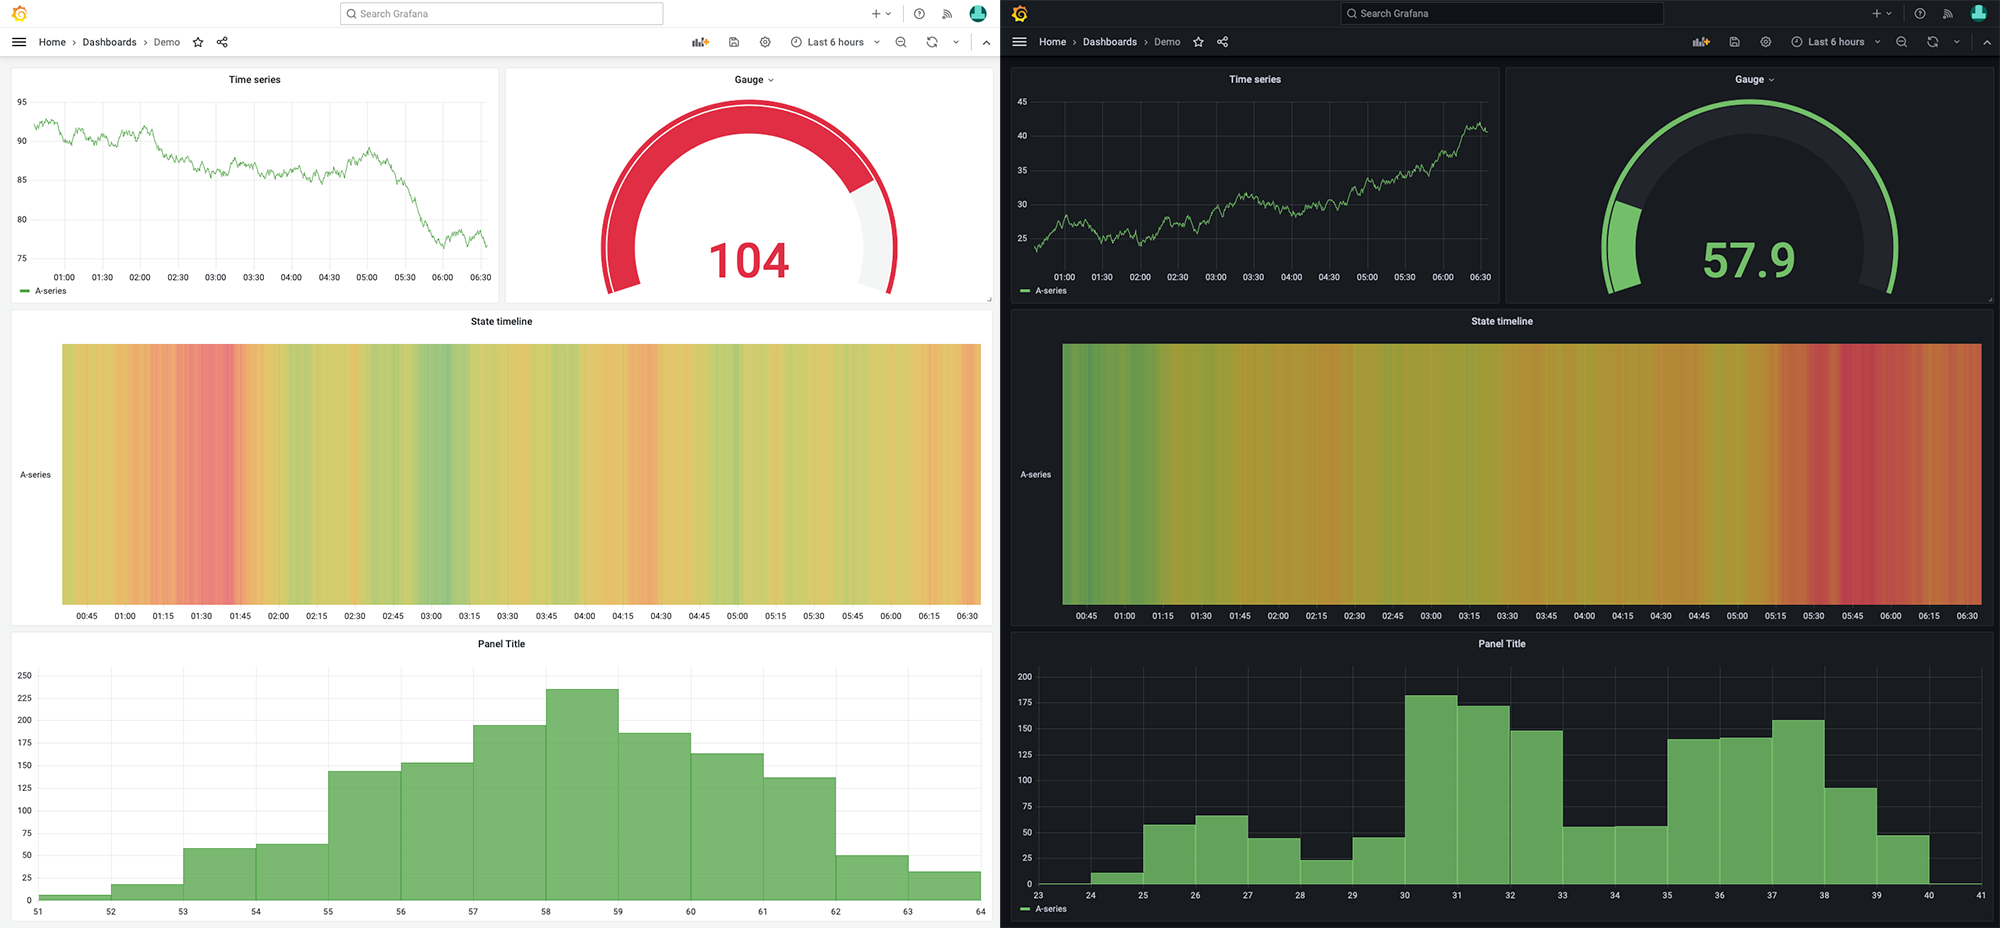 Search Grafana
Home › Dashboards › Demo
Last 6 hours
Time series
95
90
85
80
75
01:00 01:30 02:00 02:30 03:00 03:30 04:00 04:30 05:00 05:30 06:00 06:30
A-series
Gauge
104
State timeline
A-series
00:45 01:00 01:15 01:30 01:45 02:00 02:15 02:30 02:45 03:00 03:15 03:30 03:45 04:00 04:15 04:30 04:45 05:00 05:15 05:30 05:45 06:00 06:15 06:30
Panel Title
250
225
200
175
150
125
100
75
50
25
0
51 52 53 54 55 56 57 58 59 60 61 62 63 64
Search Grafana
Home › Dashboards › Demo
Last 6 hours
Time series
45
40
35
30
25
01:00 01:30 02:00 02:30 03:00 03:30 04:00 04:30 05:00 05:30 06:00 06:30
A-series
Gauge
57.9
State timeline
A-series
00:45 01:00 01:15 01:30 01:45 02:00 02:15 02:30 02:45 03:00 03:15 03:30 03:45 04:00 04:15 04:30 04:45 05:00 05:15 05:30 05:45 06:00 06:15 06:30
Panel Title
200
175
150
125
100
75
50
25
0
23 24 25 26 27 28 29 30 31 32 33 34 35 36 37 38 39 40 41
A-series